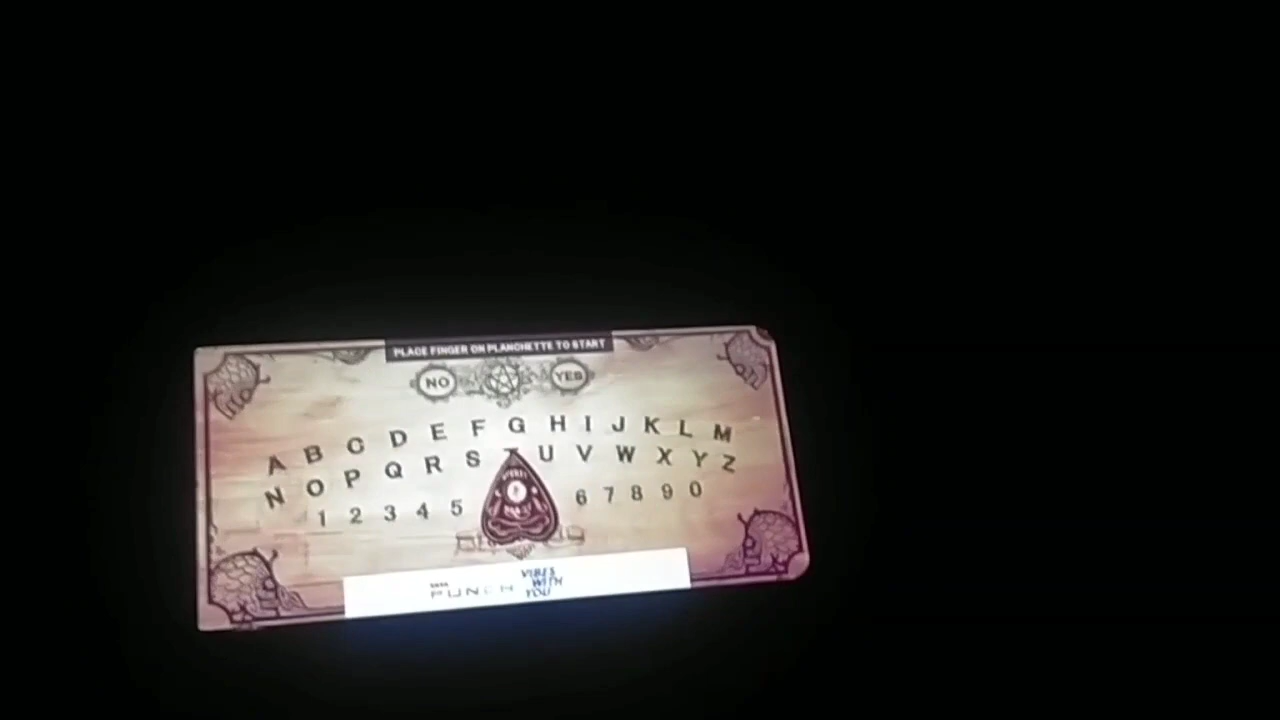 PLACE FINGER ON PLANCHETTE TO START
NO YES
A B C D E F G H I J K L M
N O P Q R S T U V W X Y Z
1 2 3 4 5 6 7 8 9 0
TATA
PUNCH
VIBES
WITH
YOU